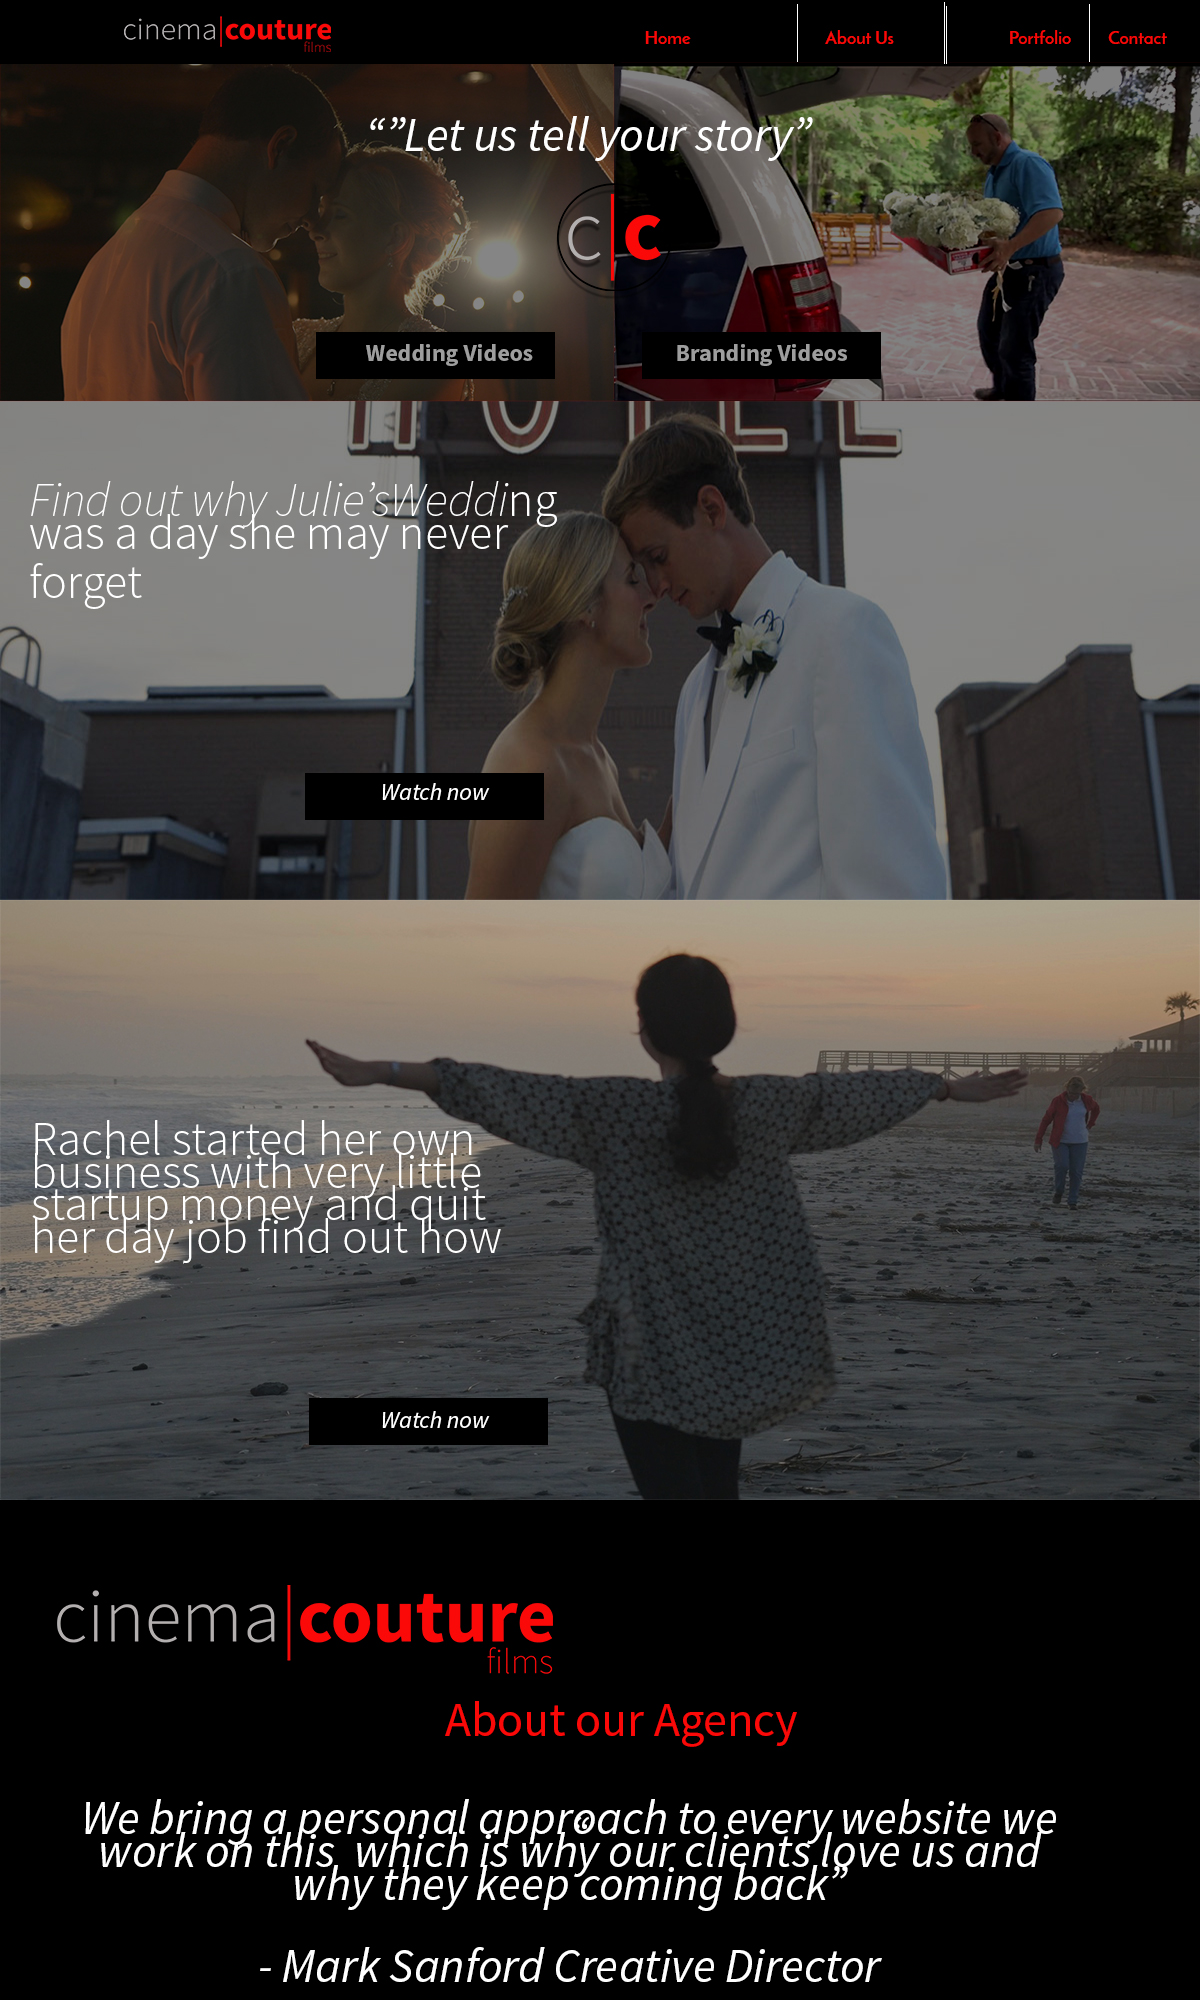 cinema|couture
films
Home
About Us
Portfolio
Contact
“”Let us tell your story”
C|C
Wedding Videos
Branding Videos
HOTEL
Find out why Julie’sWedding
was a day she may never
forget
Watch now
Rachel started her own
business with very little
startup money and quit
her day job find out how
Watch now
cinema|couture
films
About our Agency
“
We bring a personal approach to every website we
work on this, which is why our clients love us and
why they keep coming back”
- Mark Sanford Creative Director